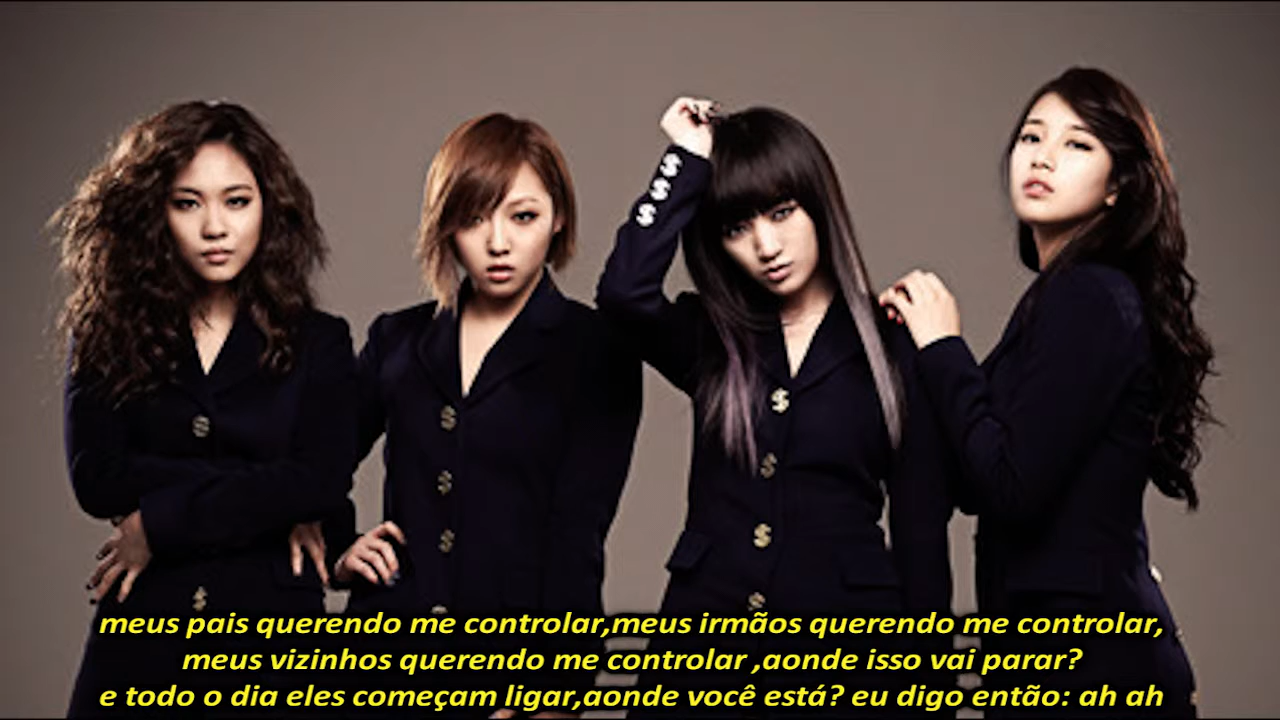 meus pais querendo me controlar,meus irmãos querendo me controlar,
meus vizinhos querendo me controlar ,aonde isso vai parar?
e todo o dia eles começam ligar,aonde você está? eu digo então: ah ah